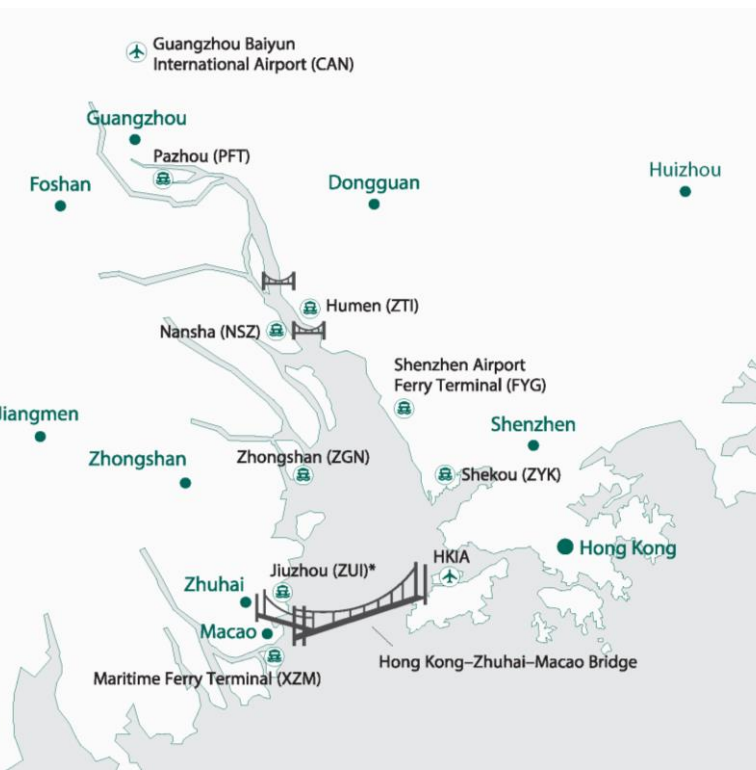 Guangzhou Baiyun
International Airport (CAN)
Guangzhou
Pazhou (PFT)
Foshan
Dongguan
Huizhou
Humen (ZTI)
Nansha (NSZ)
Shenzhen Airport
Ferry Terminal (FYG)
Jiangmen
Shenzhen
Zhongshan
Zhongshan (ZGN)
Shekou (ZYK)
Hong Kong
HKIA
Jiuzhou (ZUI)*
Zhuhai
Macao
Hong Kong–Zhuhai–Macao Bridge
Maritime Ferry Terminal (XZM)